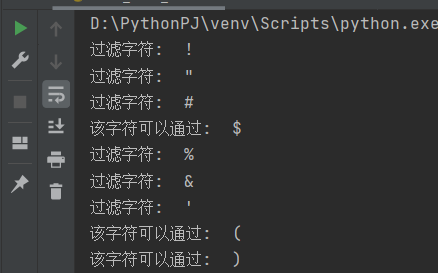 D:\PythonPJ\venv\Scripts\python.exe
过滤字符:  !
过滤字符:  "
过滤字符:  #
该字符可以通过:  $
过滤字符:  %
过滤字符:  &
过滤字符:  '
该字符可以通过:  (
该字符可以通过:  )